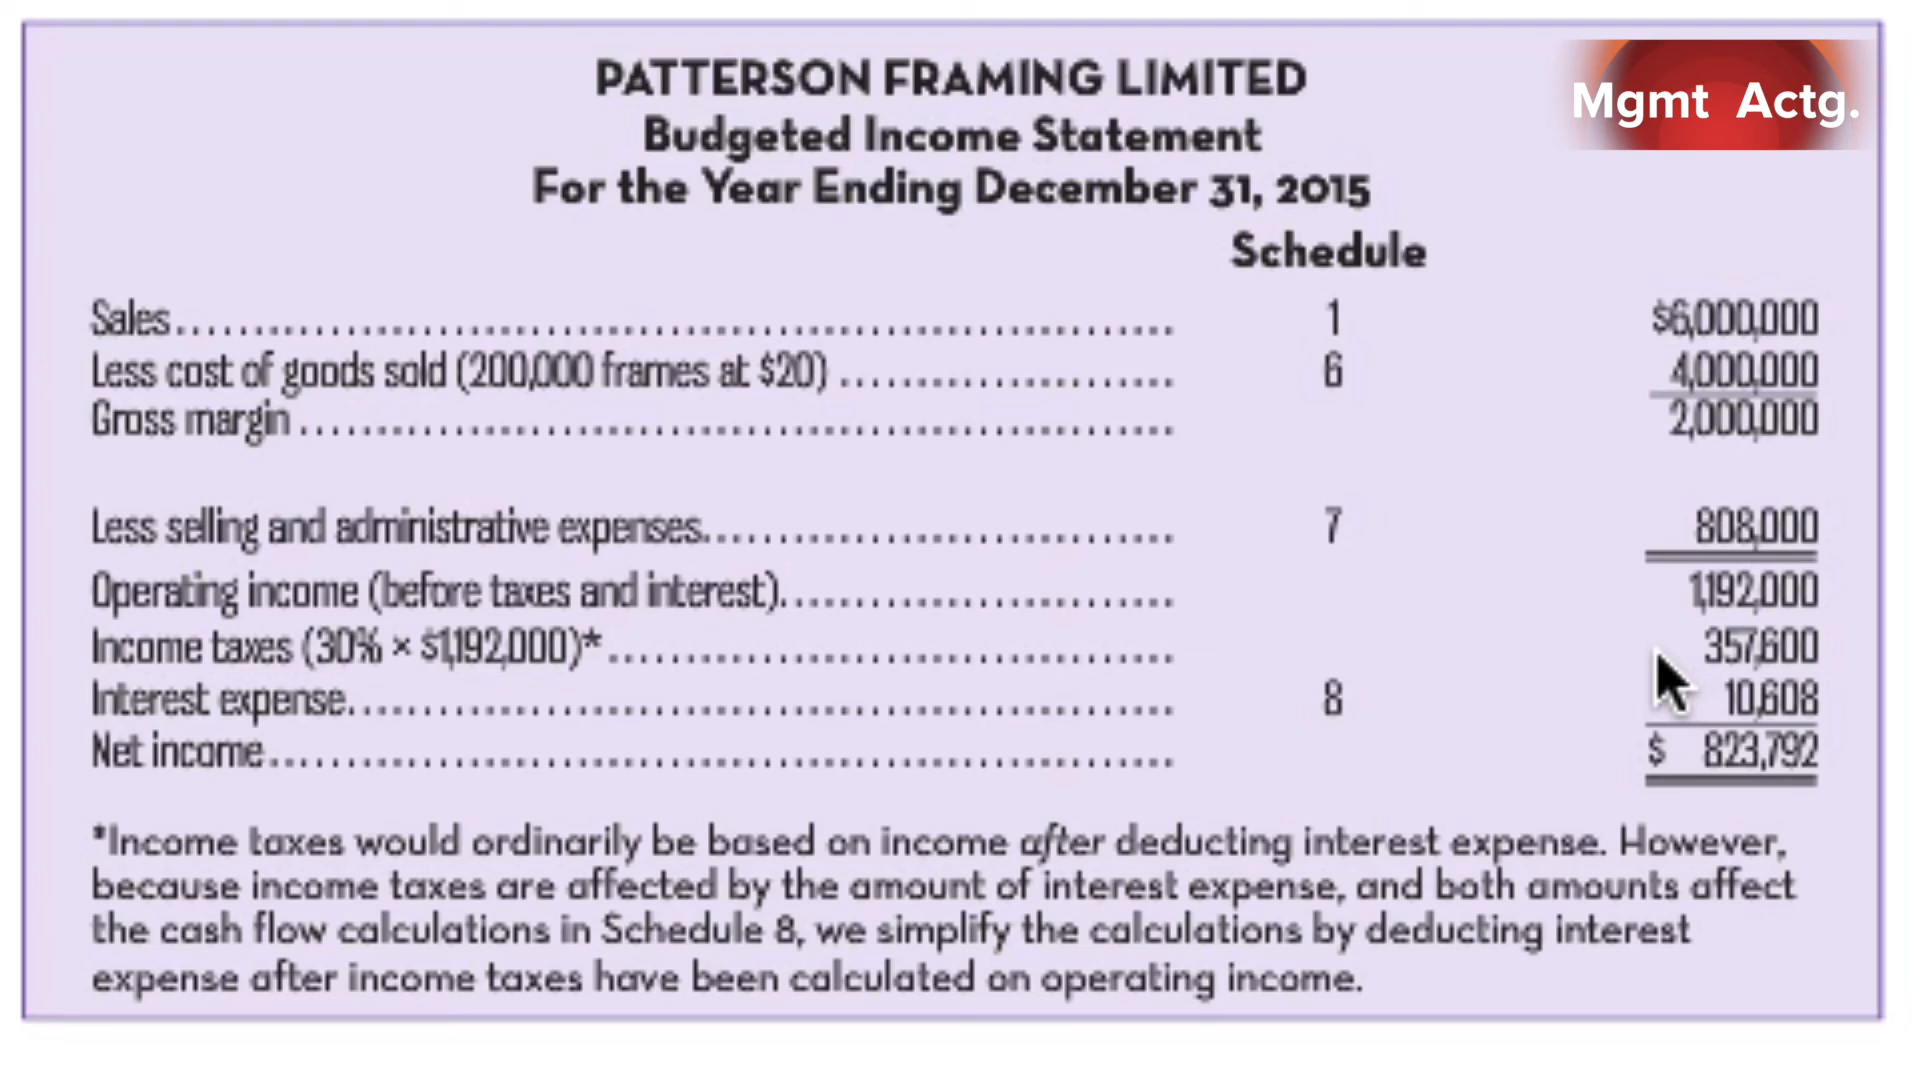 Mgmt Actg.
PATTERSON FRAMING LIMITED
Budgeted Income Statement
For the Year Ending December 31, 2015
Schedule
Sales 1 $6,000,000
Less cost of goods sold (200,000 frames at $20) 6 4,000,000
Gross margin 2,000,000
Less selling and administrative expenses 7 808,000
Operating income (before taxes and interest) 1,192,000
Income taxes (30% × $1,192,000)* 357,600
Interest expense 8 10,608
Net income $ 823,792
*Income taxes would ordinarily be based on income after deducting interest expense. However,
because income taxes are affected by the amount of interest expense, and both amounts affect
the cash flow calculations in Schedule 8, we simplify the calculations by deducting interest
expense after income taxes have been calculated on operating income.